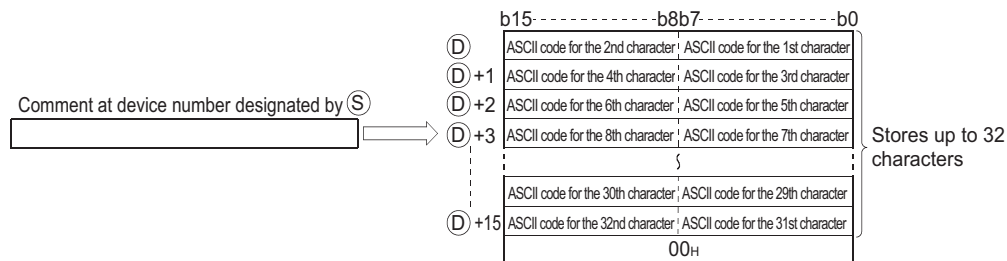 b15 b8b7 b0
D ASCII code for the 2nd character ASCII code for the 1st character
D +1 ASCII code for the 4th character ASCII code for the 3rd character
Comment at device number designated by S
D +2 ASCII code for the 6th character ASCII code for the 5th character
D +3 ASCII code for the 8th character ASCII code for the 7th character
Stores up to 32
characters
ASCII code for the 30th character ASCII code for the 29th character
D +15 ASCII code for the 32nd character ASCII code for the 31st character
00H